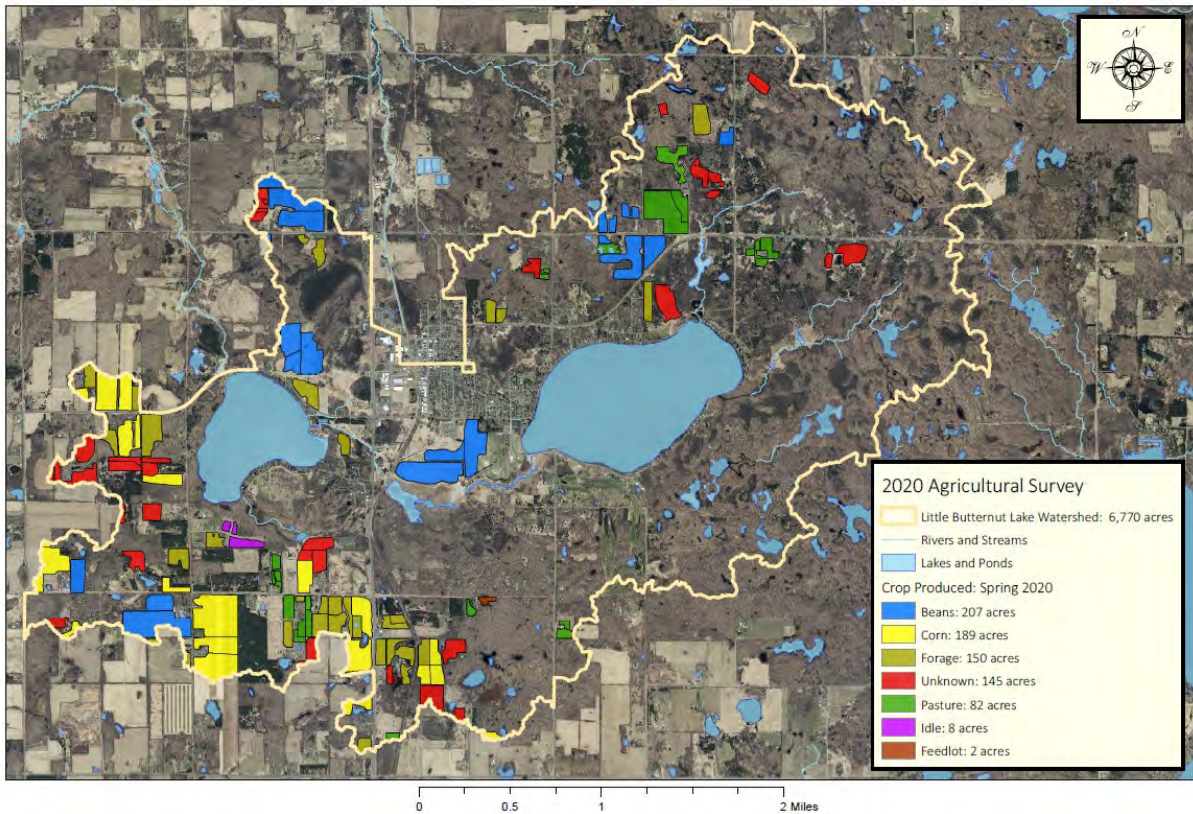 N
W E
S
2020 Agricultural Survey
Little Butternut Lake Watershed: 6,770 acres
Rivers and Streams
Lakes and Ponds
Crop Produced: Spring 2020
Beans: 207 acres
Corn: 189 acres
Forage: 150 acres
Unknown: 145 acres
Pasture: 82 acres
Idle: 8 acres
Feedlot: 2 acres
0 0.5 1 2 Miles